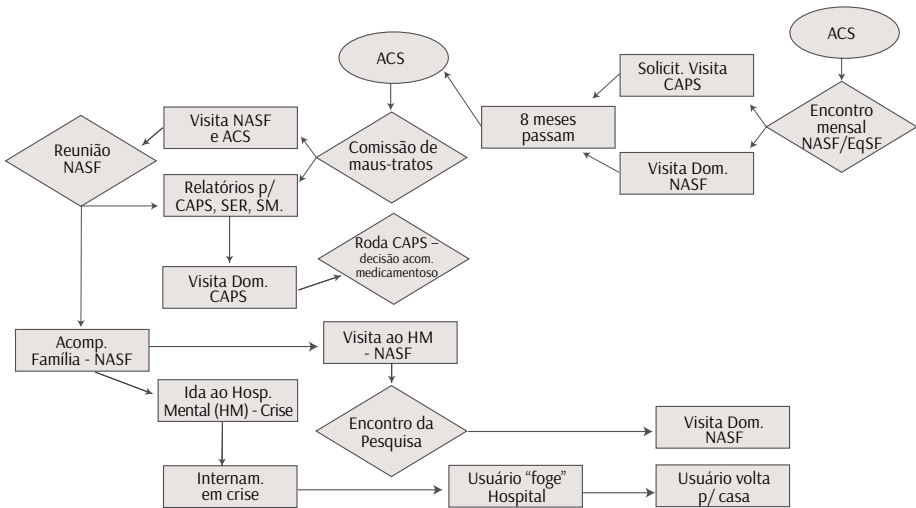 ACS
Encontro
mensal
NASF/EqSF
Solicit. Visita
CAPS
Visita Dom.
NASF
8 meses
passam
ACS
Comissão de
maus-tratos
Visita NASF
e ACS
Reunião
NASF
Relatórios p/
CAPS, SER, SM.
Visita Dom.
CAPS
Roda CAPS –
decisão acom.
medicamentoso
Acomp.
Família - NASF
Visita ao HM
- NASF
Ida ao Hosp.
Mental (HM) - Crise
Encontro da
Pesquisa
Visita Dom.
NASF
Internam.
em crise
Usuário “foge”
Hospital
Usuário volta
p/ casa